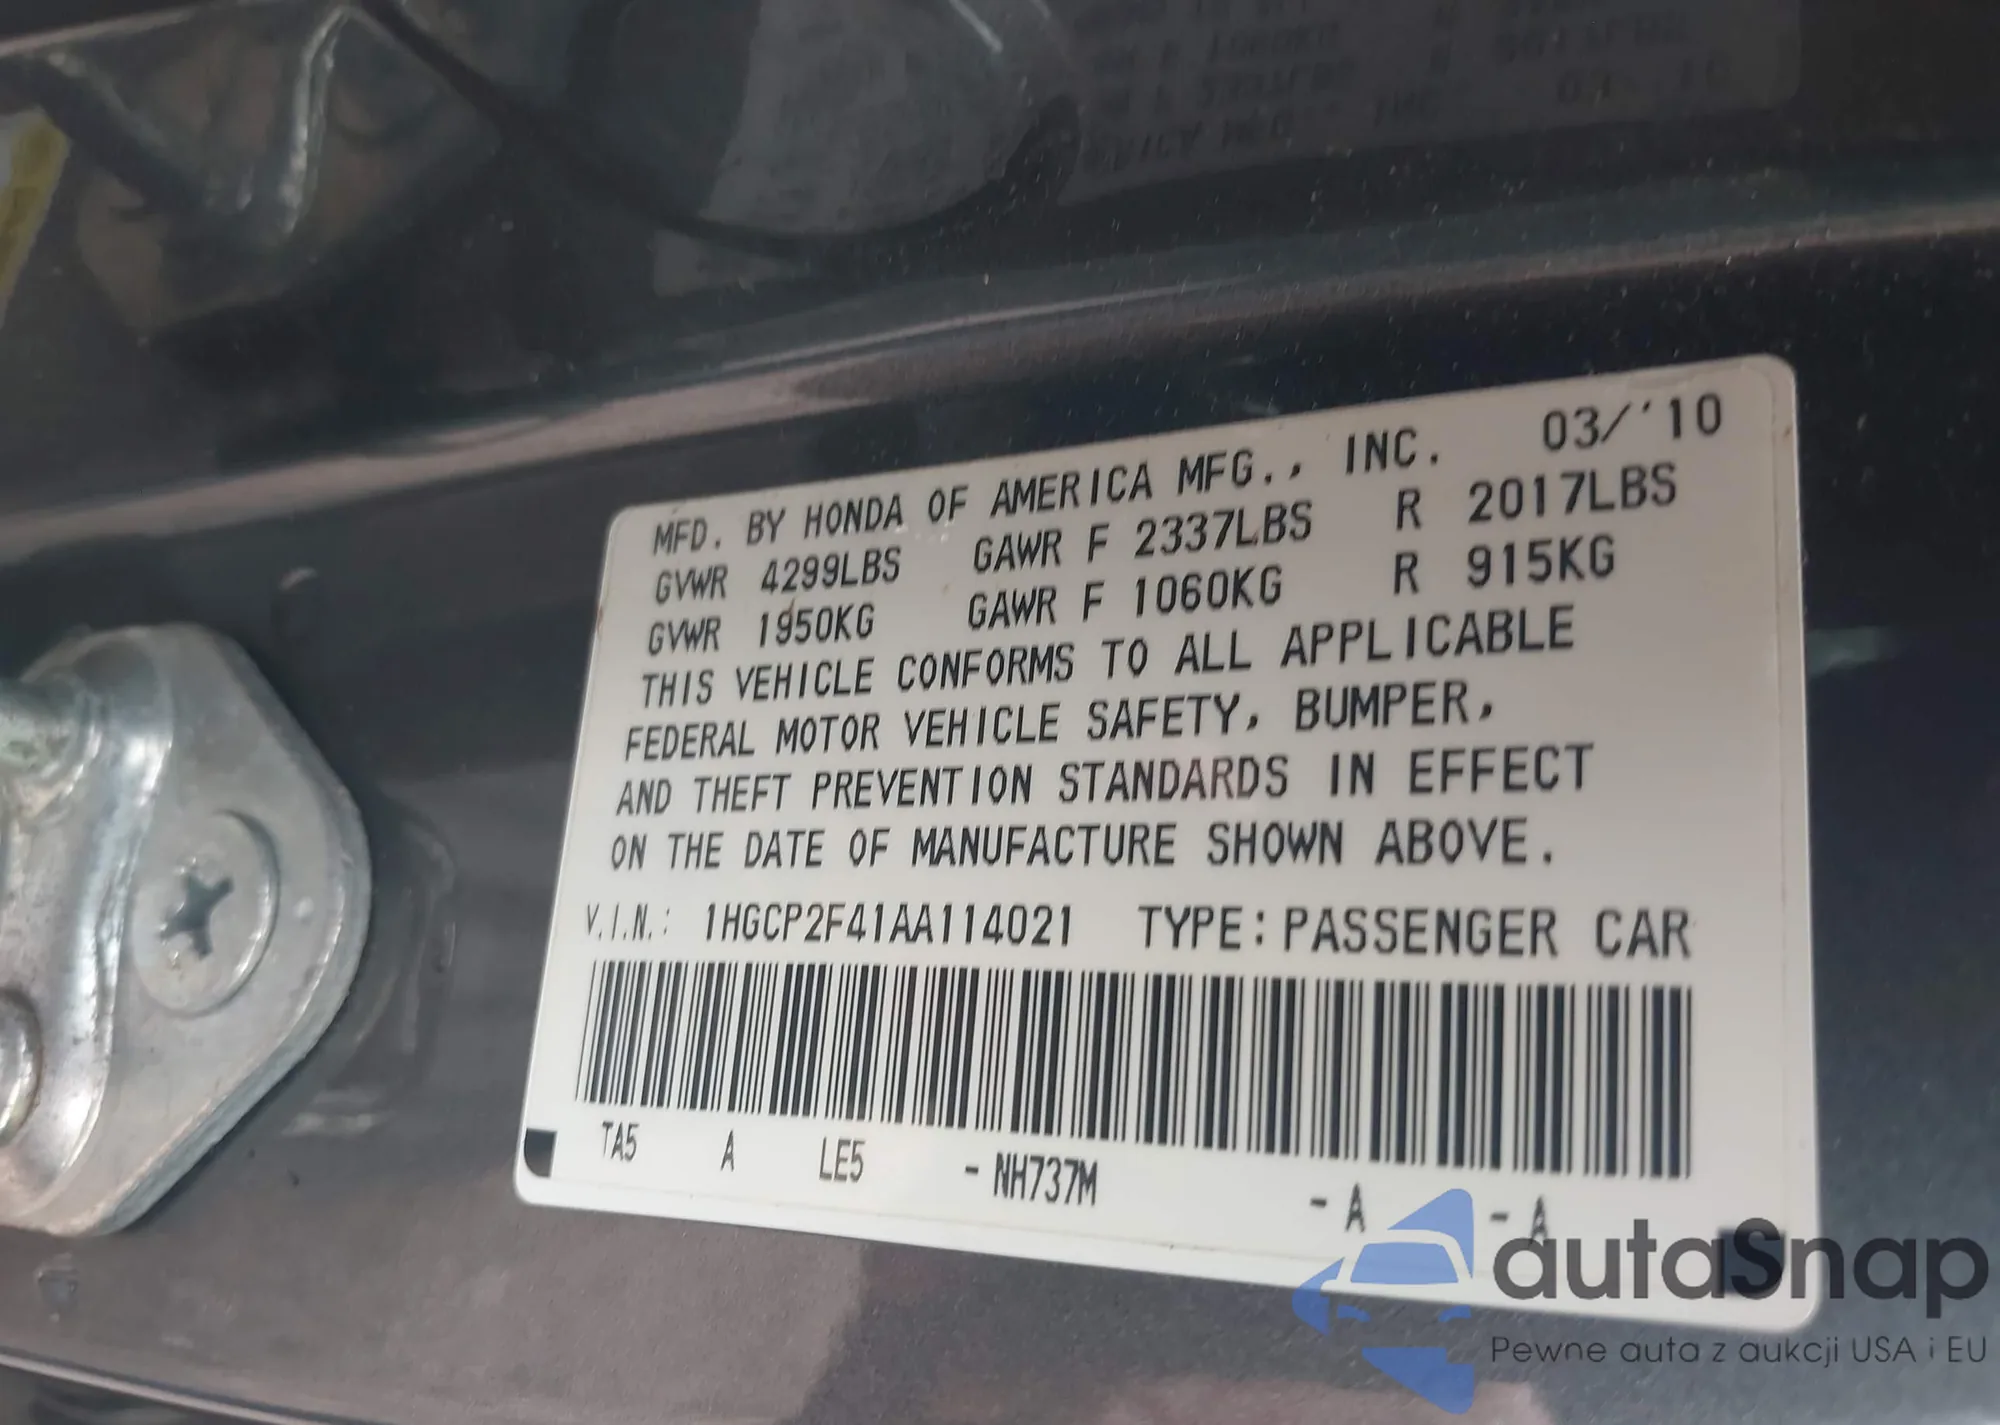 MFD. BY HONDA OF AMERICA MFG., INC. 03/'10
GVWR 4299LBS GAWR F 2337LBS R 2017LBS
GVWR 1950KG GAWR F 1060KG R 915KG
THIS VEHICLE CONFORMS TO ALL APPLICABLE
FEDERAL MOTOR VEHICLE SAFETY, BUMPER,
AND THEFT PREVENTION STANDARDS IN EFFECT
ON THE DATE OF MANUFACTURE SHOWN ABOVE.
V.I.N.: 1HGCP2F41AA114021 TYPE: PASSENGER CAR
TA5 A LE5 - NH737M - A - A
autaSnap
Pewne auta z aukcji USA i EU